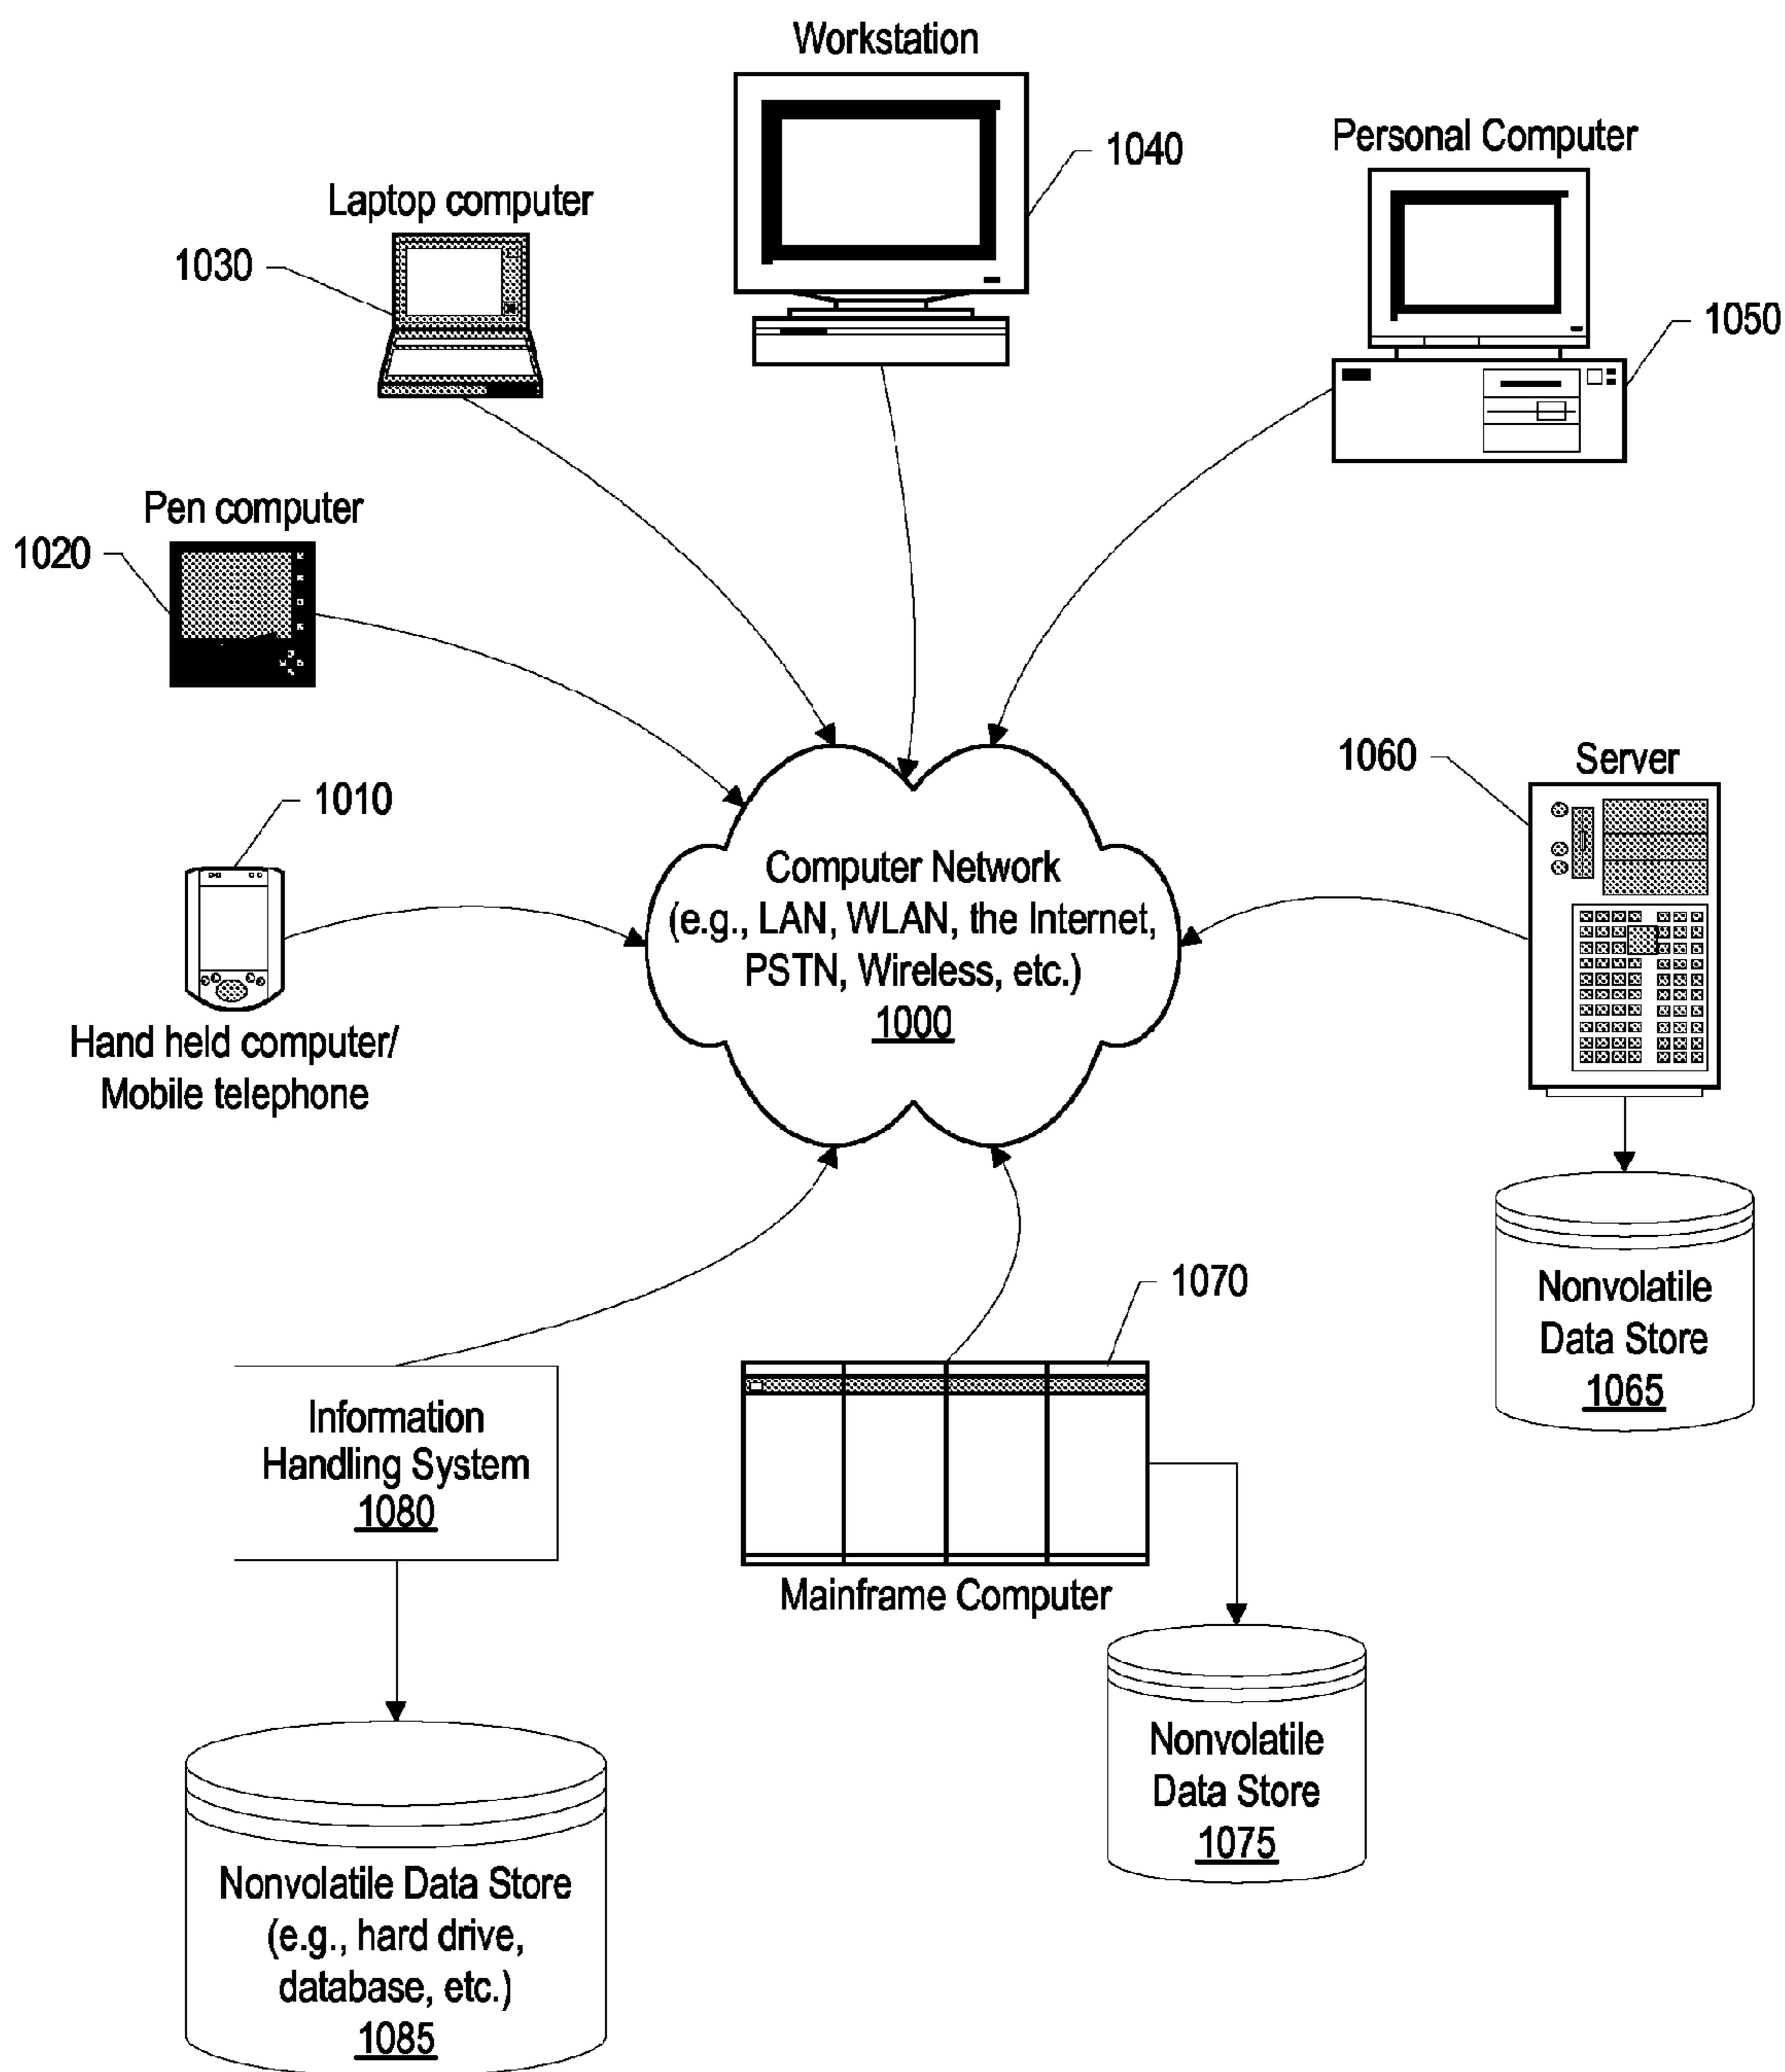 Workstation
1040
Personal Computer
1050
Laptop computer
1030
Pen computer
1020
1010
Hand held computer/
Mobile telephone
Computer Network
(e.g., LAN, WLAN, the Internet,
PSTN, Wireless, etc.)
1000
1060
Server
Nonvolatile
Data Store
1065
1070
Mainframe Computer
Nonvolatile
Data Store
1075
Information
Handling System
1080
Nonvolatile Data Store
(e.g., hard drive,
database, etc.)
1085